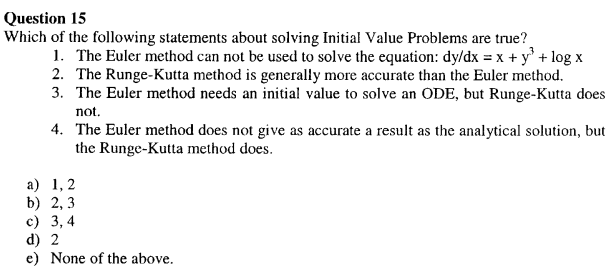 Question 15
Which of the following statements about solving Initial Value Problems are true?
1. The Euler method can not be used to solve the equation: dy/dx = x + y³ + log x
2. The Runge-Kutta method is generally more accurate than the Euler method.
3. The Euler method needs an initial value to solve an ODE, but Runge-Kutta does
not.
4. The Euler method does not give as accurate a result as the analytical solution, but
the Runge-Kutta method does.
a) 1, 2
b) 2, 3
c) 3, 4
d) 2
e) None of the above.